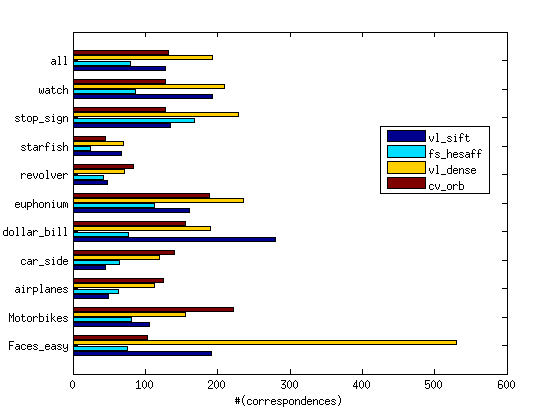 all
watch
stop_sign
starfish
revolver
euphonium
dollar_bill
car_side
airplanes
Motorbikes
Faces_easy
vl_sift
fs_hesaff
vl_dense
cv_orb
0 100 200 300 400 500 600
#(correspondences)